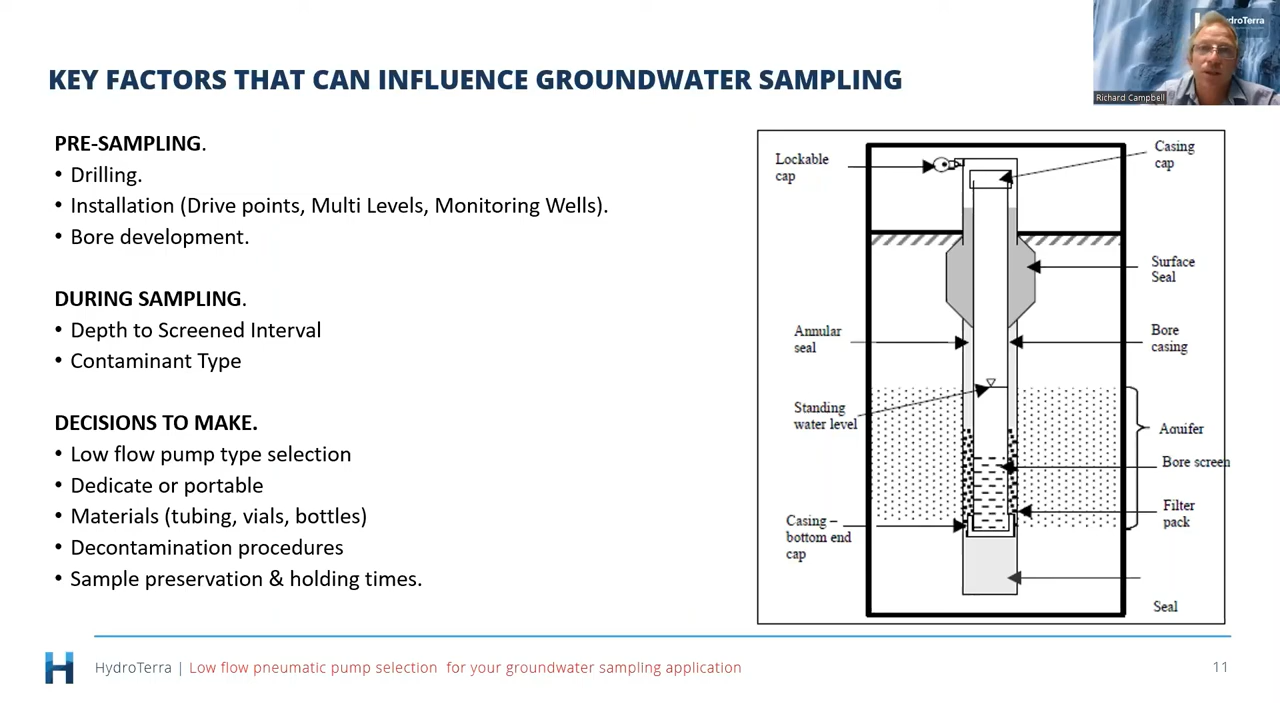 KEY FACTORS THAT CAN INFLUENCE GROUNDWATER SAMPLING
HydroTerra
Richard Campbell
PRE-SAMPLING.
• Drilling.
• Installation (Drive points, Multi Levels, Monitoring Wells).
• Bore development.
DURING SAMPLING.
• Depth to Screened Interval
• Contaminant Type
DECISIONS TO MAKE.
• Low flow pump type selection
• Dedicate or portable
• Materials (tubing, vials, bottles)
• Decontamination procedures
• Sample preservation & holding times.
Lockable
cap
Casing
cap
Surface
Seal
Annular
seal
Bore
casing
Standing
water level
Aquifer
Bore screen
Filter
pack
Casing –
bottom end
cap
Seal
HydroTerra | Low flow pneumatic pump selection for your groundwater sampling application
11